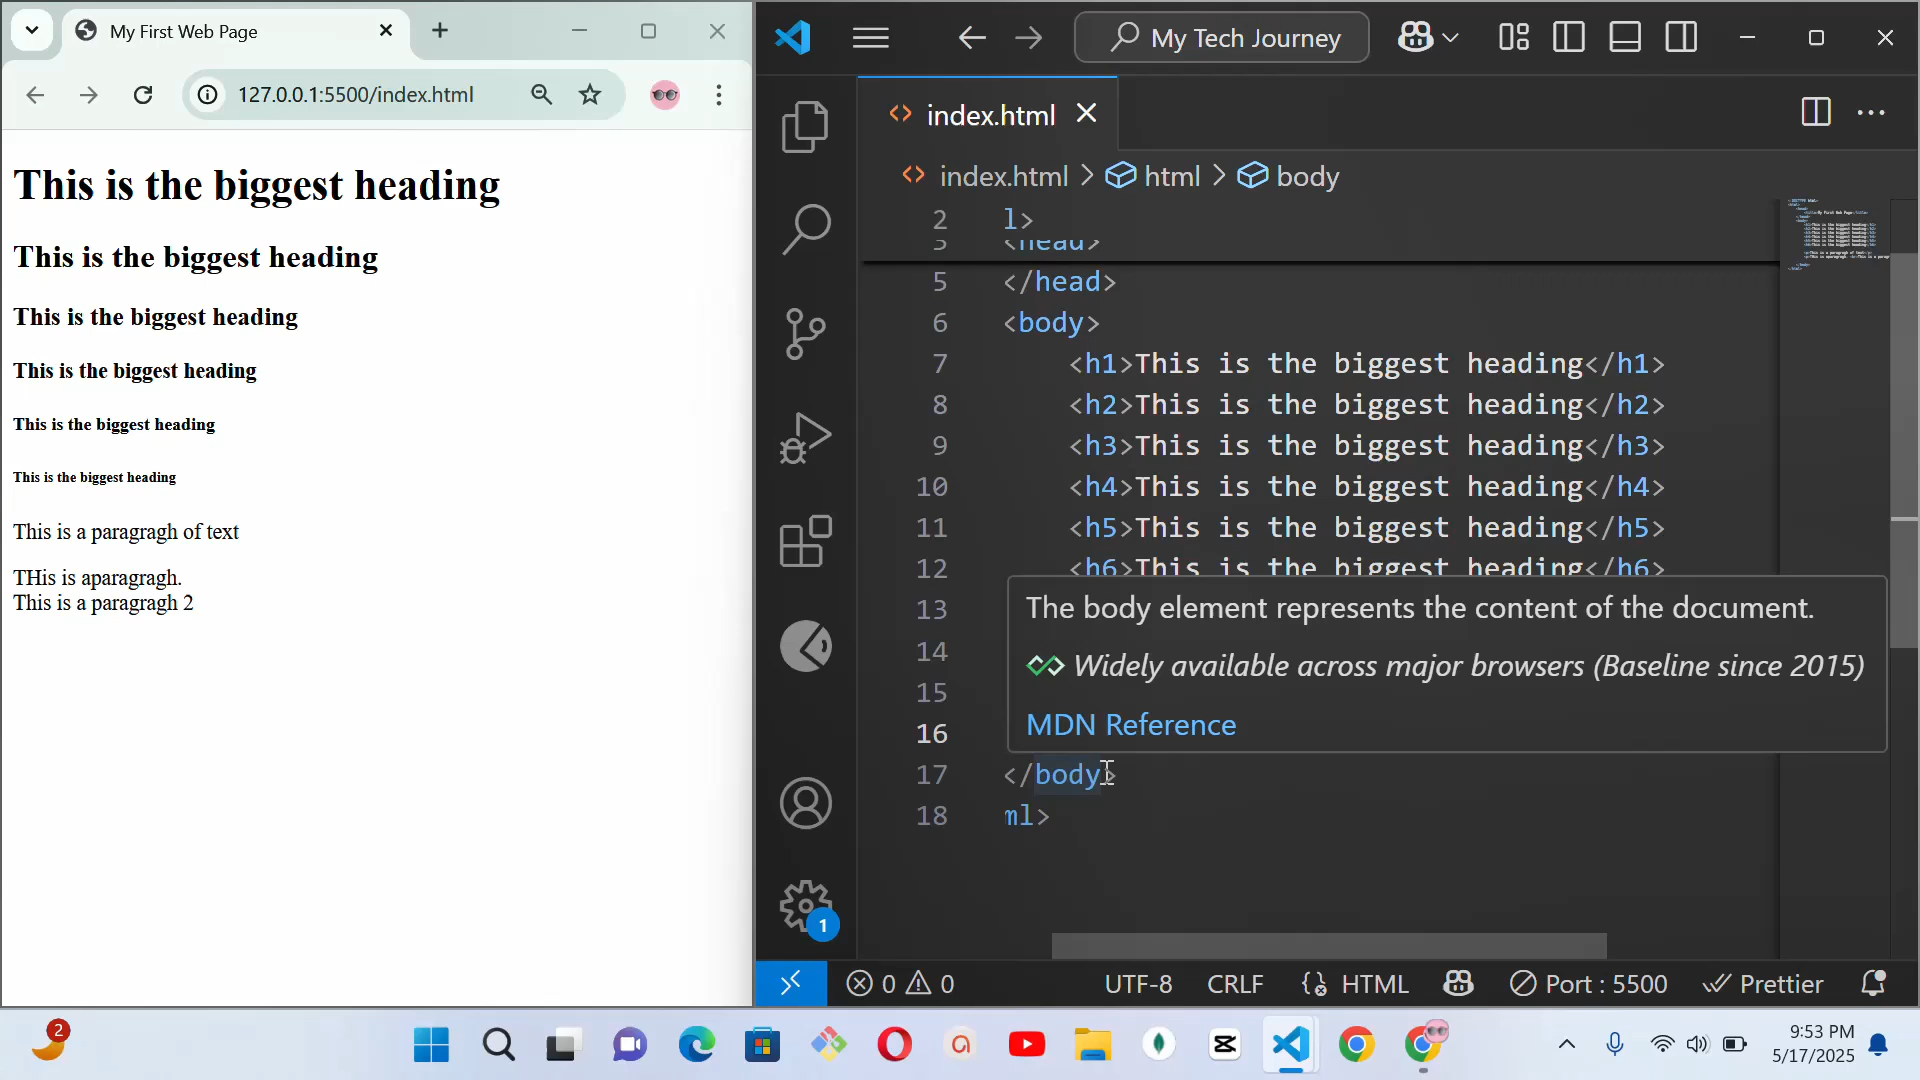 My First Web Page
127.0.0.1:5500/index.html
This is the biggest heading
This is the biggest heading
This is the biggest heading
This is the biggest heading
This is the biggest heading
This is the biggest heading
This is a paragragh of text
THis is aparagragh.
This is a paragragh 2
My Tech Journey
index.html
index.html > html > body
2 l>
3 <head>
5 </head>
6 <body>
7 <h1>This is the biggest heading</h1>
8 <h2>This is the biggest heading</h2>
9 <h3>This is the biggest heading</h3>
10 <h4>This is the biggest heading</h4>
11 <h5>This is the biggest heading</h5>
12 <h6>This is the biggest heading</h6>
13
The body element represents the content of the document.
14
Widely available across major browsers (Baseline since 2015)
15
MDN Reference
16
17 </body>
18 ml>
1
0 0 UTF-8 CRLF HTML Port : 5500 Prettier
2
9:53 PM
5/17/2025